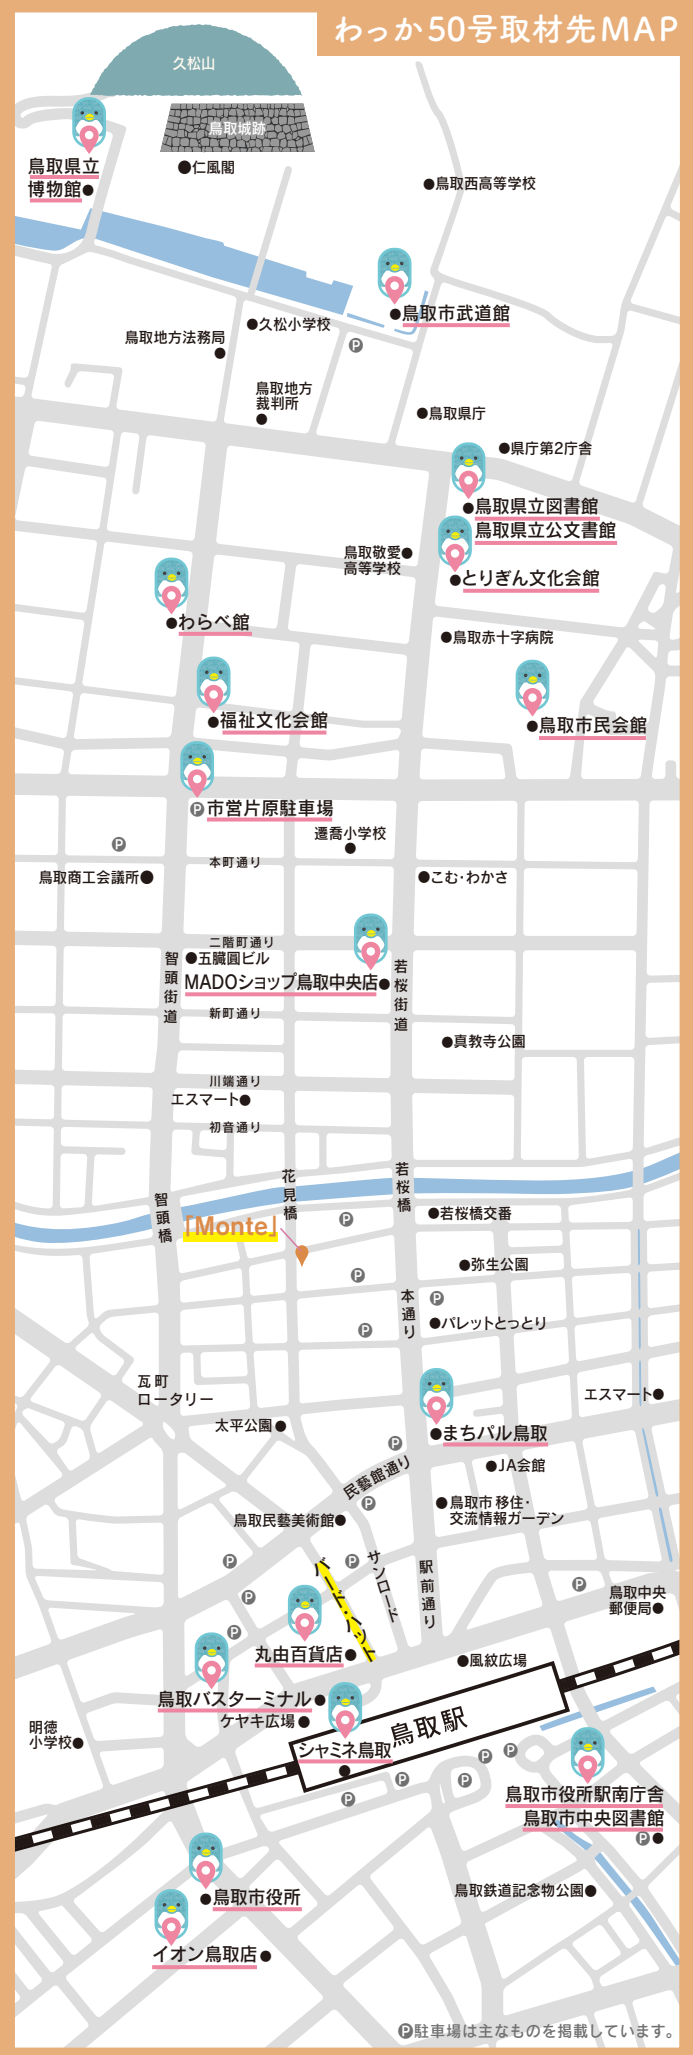 わっか50号取材先MAP
久松山
鳥取城跡
鳥取県立
博物館
仁風閣
鳥取西高等学校
鳥取市武道館
久松小学校
鳥取地方法務局
P
鳥取地方
裁判所
鳥取県庁
県庁第2庁舎
鳥取県立図書館
鳥取県立公文書館
鳥取敬愛
高等学校
とりぎん文化会館
わらべ館
鳥取赤十字病院
福祉文化会館
鳥取市民会館
P市営片原駐車場
遷喬小学校
P
本町通り
鳥取商工会議所
こむ・わかさ
二階町通り
五臓圓ビル
智頭街道
若桜街道
MADOショップ鳥取中央店
新町通り
真教寺公園
川端通り
エスマート
初音通り
花見橋
若桜橋
智頭橋
若桜橋交番
P
「Monte」
弥生公園
P
本通り
P
パレットとっとり
P
瓦町
ロータリー
エスマート
太平公園
まちパル鳥取
P
民藝館通り
JA会館
P
鳥取市 移住・
交流情報ガーデン
鳥取民藝美術館
P
P
バード・ハット
サンロード
駅前通り
P
P
鳥取中央
郵便局
P
丸由百貨店
風紋広場
鳥取バスターミナル
ケヤキ広場
明徳
小学校
鳥取駅
シャミネ鳥取
P
P
P
P
P
鳥取市役所駅南庁舎
鳥取市中央図書館
P
鳥取市役所
鳥取鉄道記念物公園
イオン鳥取店
P駐車場は主なものを掲載しています。